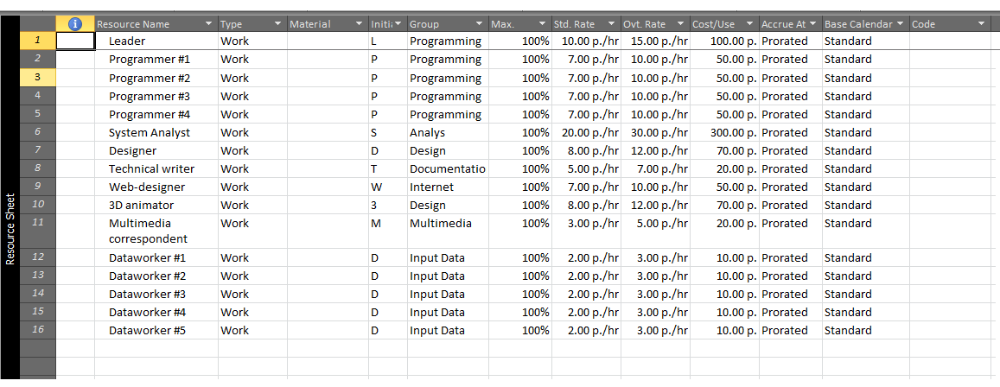 Resource Name Type Material Initi: Group Max. Std. Rate Ovt. Rate Cost/Use Accrue At Base Calendar Code
1 Leader Work L Programming 100% 10.00 p./hr 15.00 p./hr 100.00 p. Prorated Standard
2 Programmer #1 Work P Programming 100% 7.00 p./hr 10.00 p./hr 50.00 p. Prorated Standard
3 Programmer #2 Work P Programming 100% 7.00 p./hr 10.00 p./hr 50.00 p. Prorated Standard
4 Programmer #3 Work P Programming 100% 7.00 p./hr 10.00 p./hr 50.00 p. Prorated Standard
5 Programmer #4 Work P Programming 100% 7.00 p./hr 10.00 p./hr 50.00 p. Prorated Standard
6 System Analyst Work S Analys 100% 20.00 p./hr 30.00 p./hr 300.00 p. Prorated Standard
7 Designer Work D Design 100% 8.00 p./hr 12.00 p./hr 70.00 p. Prorated Standard
8 Technical writer Work T Documentatio 100% 5.00 p./hr 7.00 p./hr 20.00 p. Prorated Standard
9 Web-designer Work W Internet 100% 7.00 p./hr 10.00 p./hr 50.00 p. Prorated Standard
10 3D animator Work 3 Design 100% 8.00 p./hr 12.00 p./hr 70.00 p. Prorated Standard
11 Multimedia Work M Multimedia 100% 3.00 p./hr 5.00 p./hr 20.00 p. Prorated Standard
correspondent
12 Dataworker #1 Work D Input Data 100% 2.00 p./hr 3.00 p./hr 10.00 p. Prorated Standard
13 Dataworker #2 Work D Input Data 100% 2.00 p./hr 3.00 p./hr 10.00 p. Prorated Standard
14 Dataworker #3 Work D Input Data 100% 2.00 p./hr 3.00 p./hr 10.00 p. Prorated Standard
15 Dataworker #4 Work D Input Data 100% 2.00 p./hr 3.00 p./hr 10.00 p. Prorated Standard
16 Dataworker #5 Work D Input Data 100% 2.00 p./hr 3.00 p./hr 10.00 p. Prorated Standard
Resource Sheet